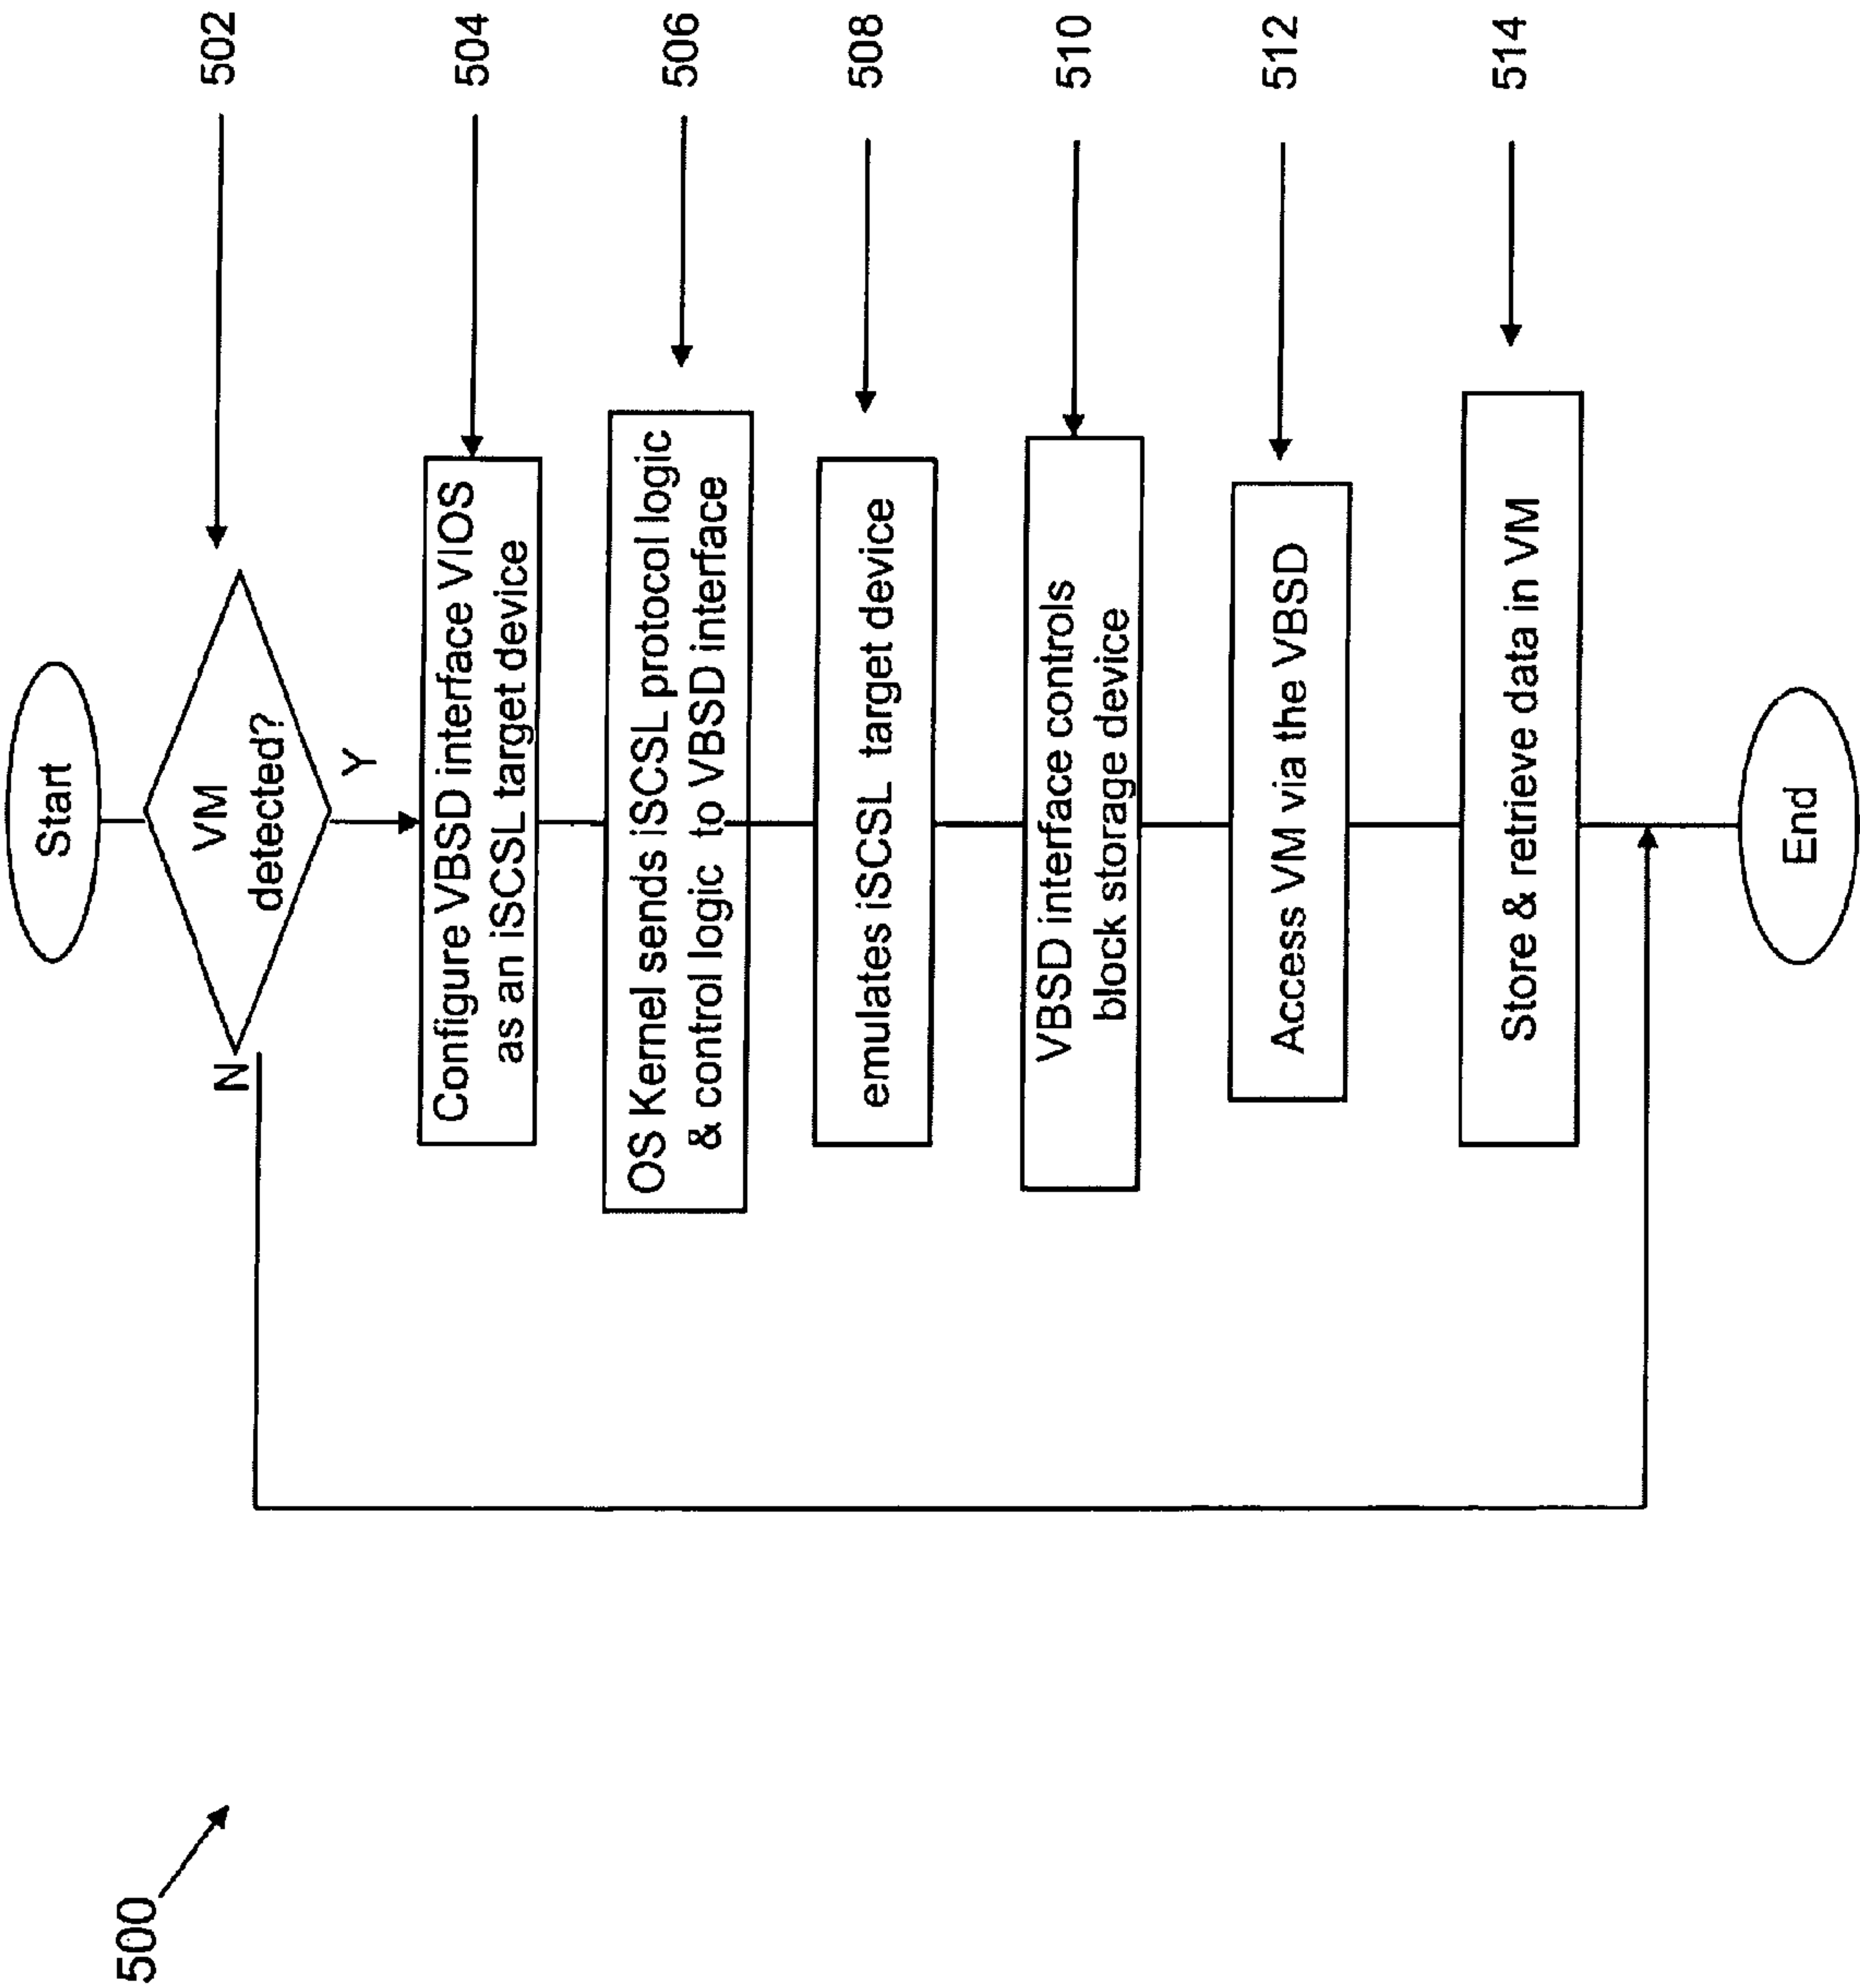 500
Start
VM
detected?
502
N
Y
Configure VBSD interface VIOS
as an iSCSL target device
504
OS Kernel sends iSCSL protocol logic
& control logic to VBSD interface
506
emulates iSCSL target device
508
VBSD interface controls
block storage device
510
Access VM via the VBSD
512
Store & retrieve data in VM
514
End